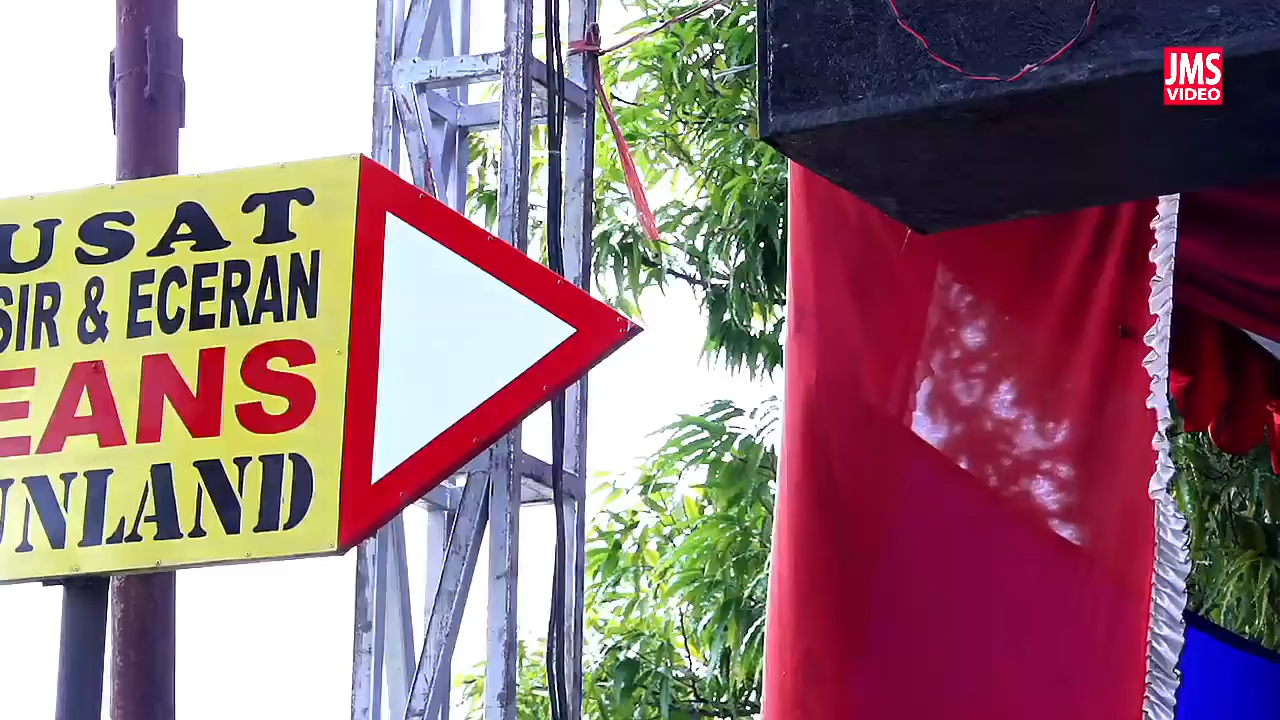 USAT
SIR & ECERAN
EANS
UNLAND
JMS
VIDEO